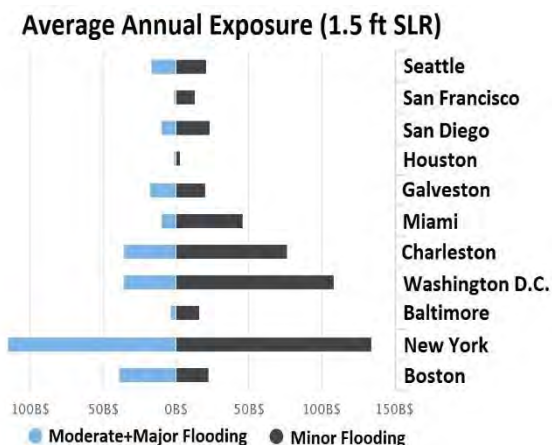 Average Annual Exposure (1.5 ft SLR)
Seattle
San Francisco
San Diego
Houston
Galveston
Miami
Charleston
Washington D.C.
Baltimore
New York
Boston
100B$ 50B$ 0B$ 50B$ 100B$ 150B$
Moderate+Major Flooding Minor Flooding